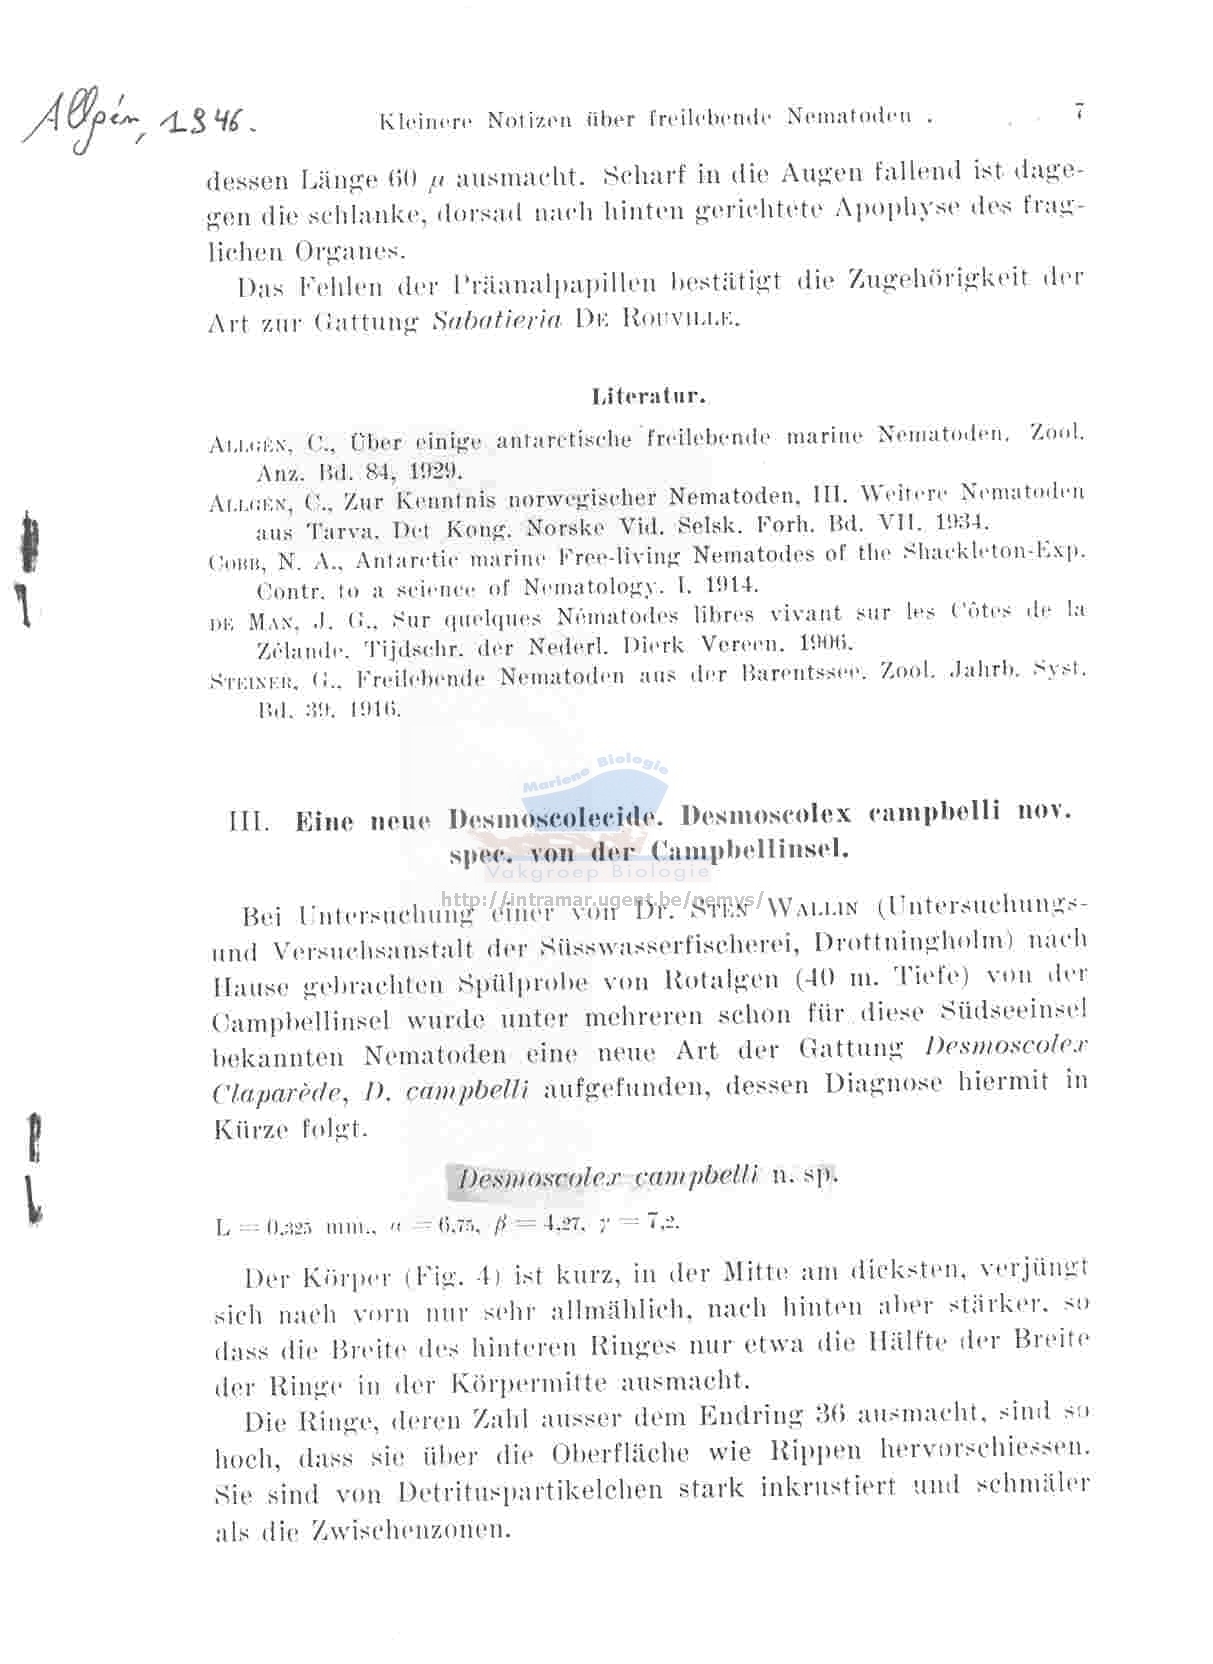 Allgén, 1946.
Kleinere Notizen über freilebende Nematoden . 7
dessen Länge 60 µ ausmacht. Scharf in die Augen fallend ist dage-
gen die schlanke, dorsad nach hinten gerichtete Apophyse des frag-
lichen Organes.
Das Fehlen der Präanalpapillen bestätigt die Zugehörigkeit der
Art zur Gattung Sabatieria DE ROUVILLE.
Literatur.
ALLGÉN, C., Über einige antarctische freilebende marine Nematoden. Zool.
Anz. Bd. 84, 1929.
ALLGÉN, C., Zur Kenntnis norwegischer Nematoden, III. Weitere Nematoden
aus Tarva. Det Kong. Norske Vid. Selsk. Forh. Bd. VII. 1934.
COBB, N. A., Antarctic marine Free-living Nematodes of the Shackleton-Exp.
Contr. to a science of Nematology. I. 1914.
DE MAN, J. G., Sur quelques Nématodes libres vivant sur les Côtes de la
Zélande. Tijdschr. der Nederl. Dierk Vereen. 1906.
STEINER, G., Freilebende Nematoden aus der Barentssee. Zool. Jahrb. Syst.
Bd. 39. 1916.
Mariene Biologie
III. Eine neue Desmoscolecide. Desmoscolex campbelli nov.
spec. von der Campbellinsel.
Vakgroep Biologie
http://intramar.ugent.be/nemys/
Bei Untersuchung einer von Dr. STEN WALLIN (Untersuchungs-
und Versuchsanstalt der Süsswasserfischerei, Drottningholm) nach
Hause gebrachten Spülprobe von Rotalgen (40 m. Tiefe) von der
Campbellinsel wurde unter mehreren schon für diese Südseeinsel
bekannten Nematoden eine neue Art der Gattung Desmoscolex
Claparède, D. campbelli aufgefunden, dessen Diagnose hiermit in
Kürze folgt.
Desmoscolex campbelli n. sp.
L = 0,325 mm., α = 6,75, β = 4,27, γ = 7,2.
Der Körper (Fig. 4) ist kurz, in der Mitte am dicksten, verjüngt
sich nach vorn nur sehr allmählich, nach hinten aber stärker, so
dass die Breite des hinteren Ringes nur etwa die Hälfte der Breite
der Ringe in der Körpermitte ausmacht.
Die Ringe, deren Zahl ausser dem Endring 36 ausmacht, sind so
hoch, dass sie über die Oberfläche wie Rippen hervorschiessen.
Sie sind von Detrituspartikelchen stark inkrustiert und schmäler
als die Zwischenzonen.